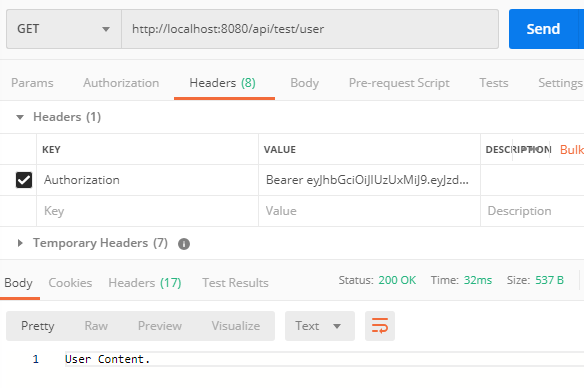 GET http://localhost:8080/api/test/user Send
Params Authorization Headers (8) Body Pre-request Script Tests Settings
Headers (1)
KEY VALUE DESCRIPTION Bulk
Authorization Bearer eyJhbGciOiJIUzUxMiJ9.eyJzd...
Key Value Description
Temporary Headers (7)
Body Cookies Headers (17) Test Results Status: 200 OK Time: 32ms Size: 537 B
Pretty Raw Preview Visualize Text
1 User Content.